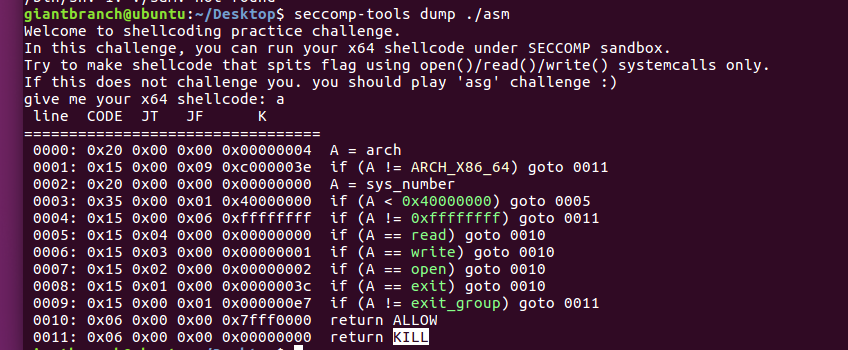 giantbranch@ubuntu:~/Desktop$ seccomp-tools dump ./asm
Welcome to shellcoding practice challenge.
In this challenge, you can run your x64 shellcode under SECCOMP sandbox.
Try to make shellcode that spits flag using open()/read()/write() systemcalls only.
If this does not challenge you. you should play 'asg' challenge :)
give me your x64 shellcode: a
 line  CODE  JT   JF      K
=================================
 0000: 0x20 0x00 0x00 0x00000004  A = arch
 0001: 0x15 0x00 0x09 0xc000003e  if (A != ARCH_X86_64) goto 0011
 0002: 0x20 0x00 0x00 0x00000000  A = sys_number
 0003: 0x35 0x00 0x01 0x40000000  if (A < 0x40000000) goto 0005
 0004: 0x15 0x00 0x06 0xffffffff  if (A != 0xffffffff) goto 0011
 0005: 0x15 0x04 0x00 0x00000000  if (A == read) goto 0010
 0006: 0x15 0x03 0x00 0x00000001  if (A == write) goto 0010
 0007: 0x15 0x02 0x00 0x00000002  if (A == open) goto 0010
 0008: 0x15 0x01 0x00 0x0000003c  if (A == exit) goto 0010
 0009: 0x15 0x00 0x01 0x000000e7  if (A != exit_group) goto 0011
 0010: 0x06 0x00 0x00 0x7fff0000  return ALLOW
 0011: 0x06 0x00 0x00 0x00000000  return KILL